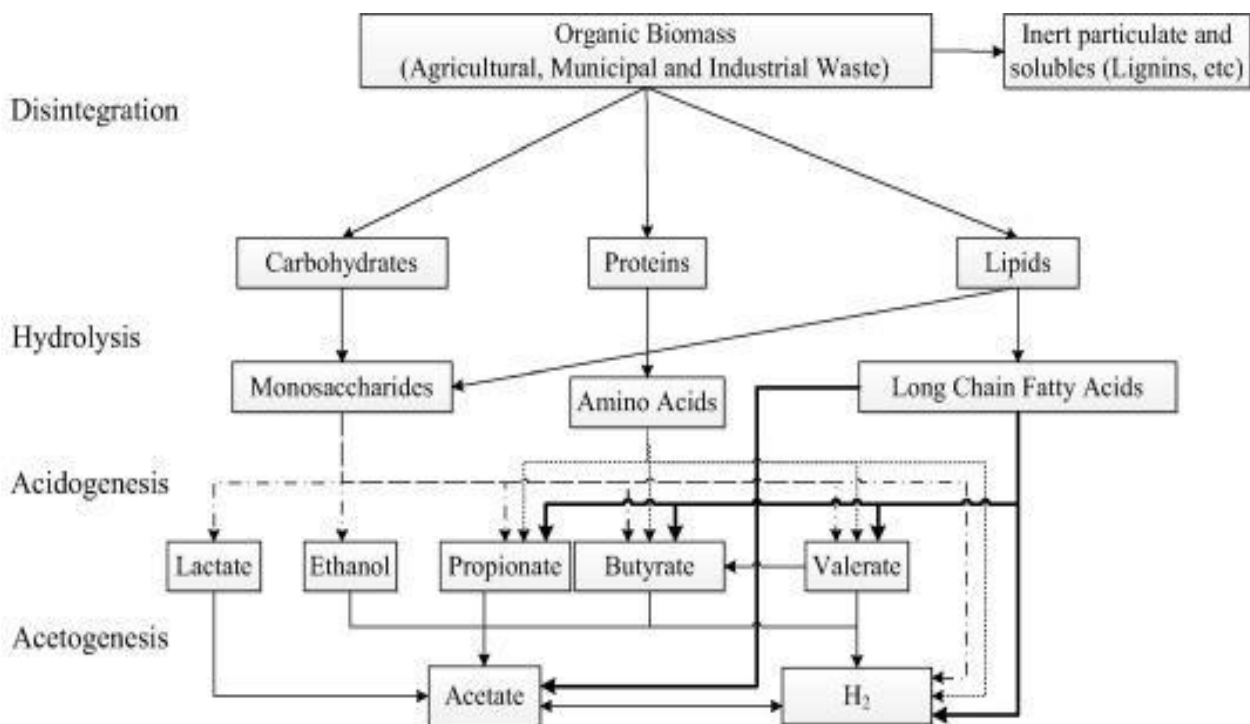 Organic Biomass
(Agricultural, Municipal and Industrial Waste)
Inert particulate and
solubles (Lignins, etc)
Disintegration
Carbohydrates
Proteins
Lipids
Hydrolysis
Monosaccharides
Amino Acids
Long Chain Fatty Acids
Acidogenesis
Lactate
Ethanol
Propionate
Butyrate
Valerate
Acetogenesis
Acetate
H₂